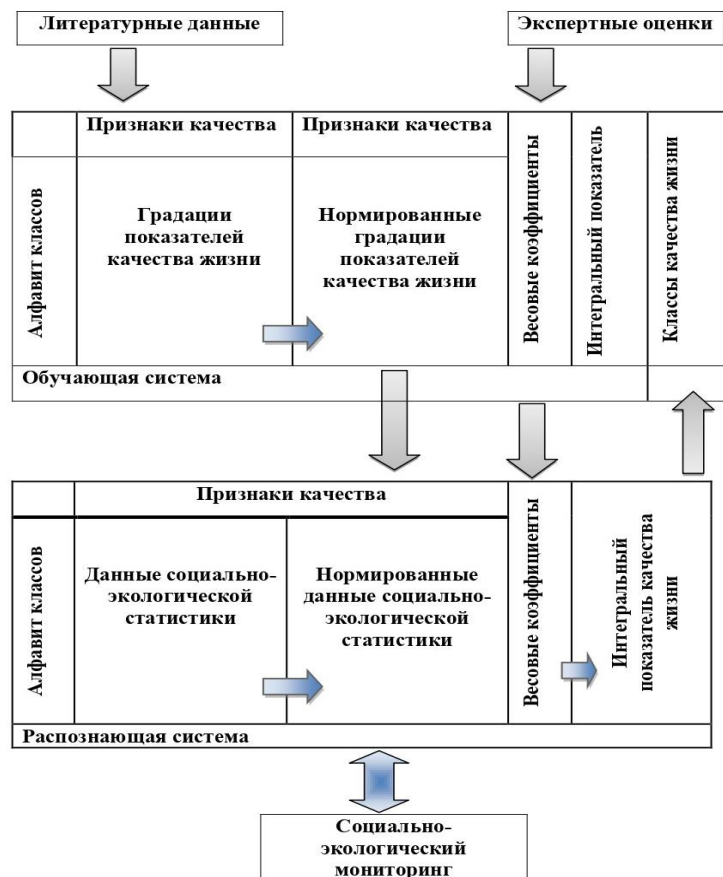 Литературные данные
Экспертные оценки
Признаки качества
Признаки качества
Алфавит классов
Градации
показателей
качества жизни
Нормированные
градации
показателей
качества жизни
Весовые коэффициенты
Интегральный показатель
Классы качества жизни
Обучающая система
Признаки качества
Алфавит классов
Данные социально-
экологической
статистики
Нормированные
данные социально-
экологической
статистики
Весовые коэффициенты
Интегральный
показатель качества
жизни
Распознающая система
Социально-
экологический
мониторинг